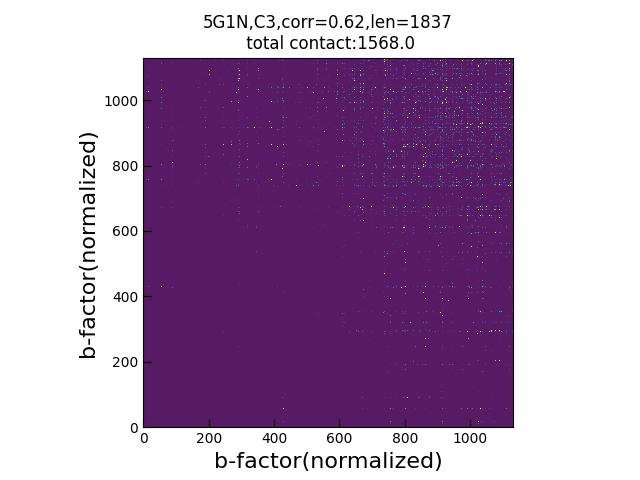 5G1N,C3,corr=0.62,len=1837
total contact:1568.0
1000
800
600
400
200
0
b-factor(normalized)
0 200 400 600 800 1000
b-factor(normalized)